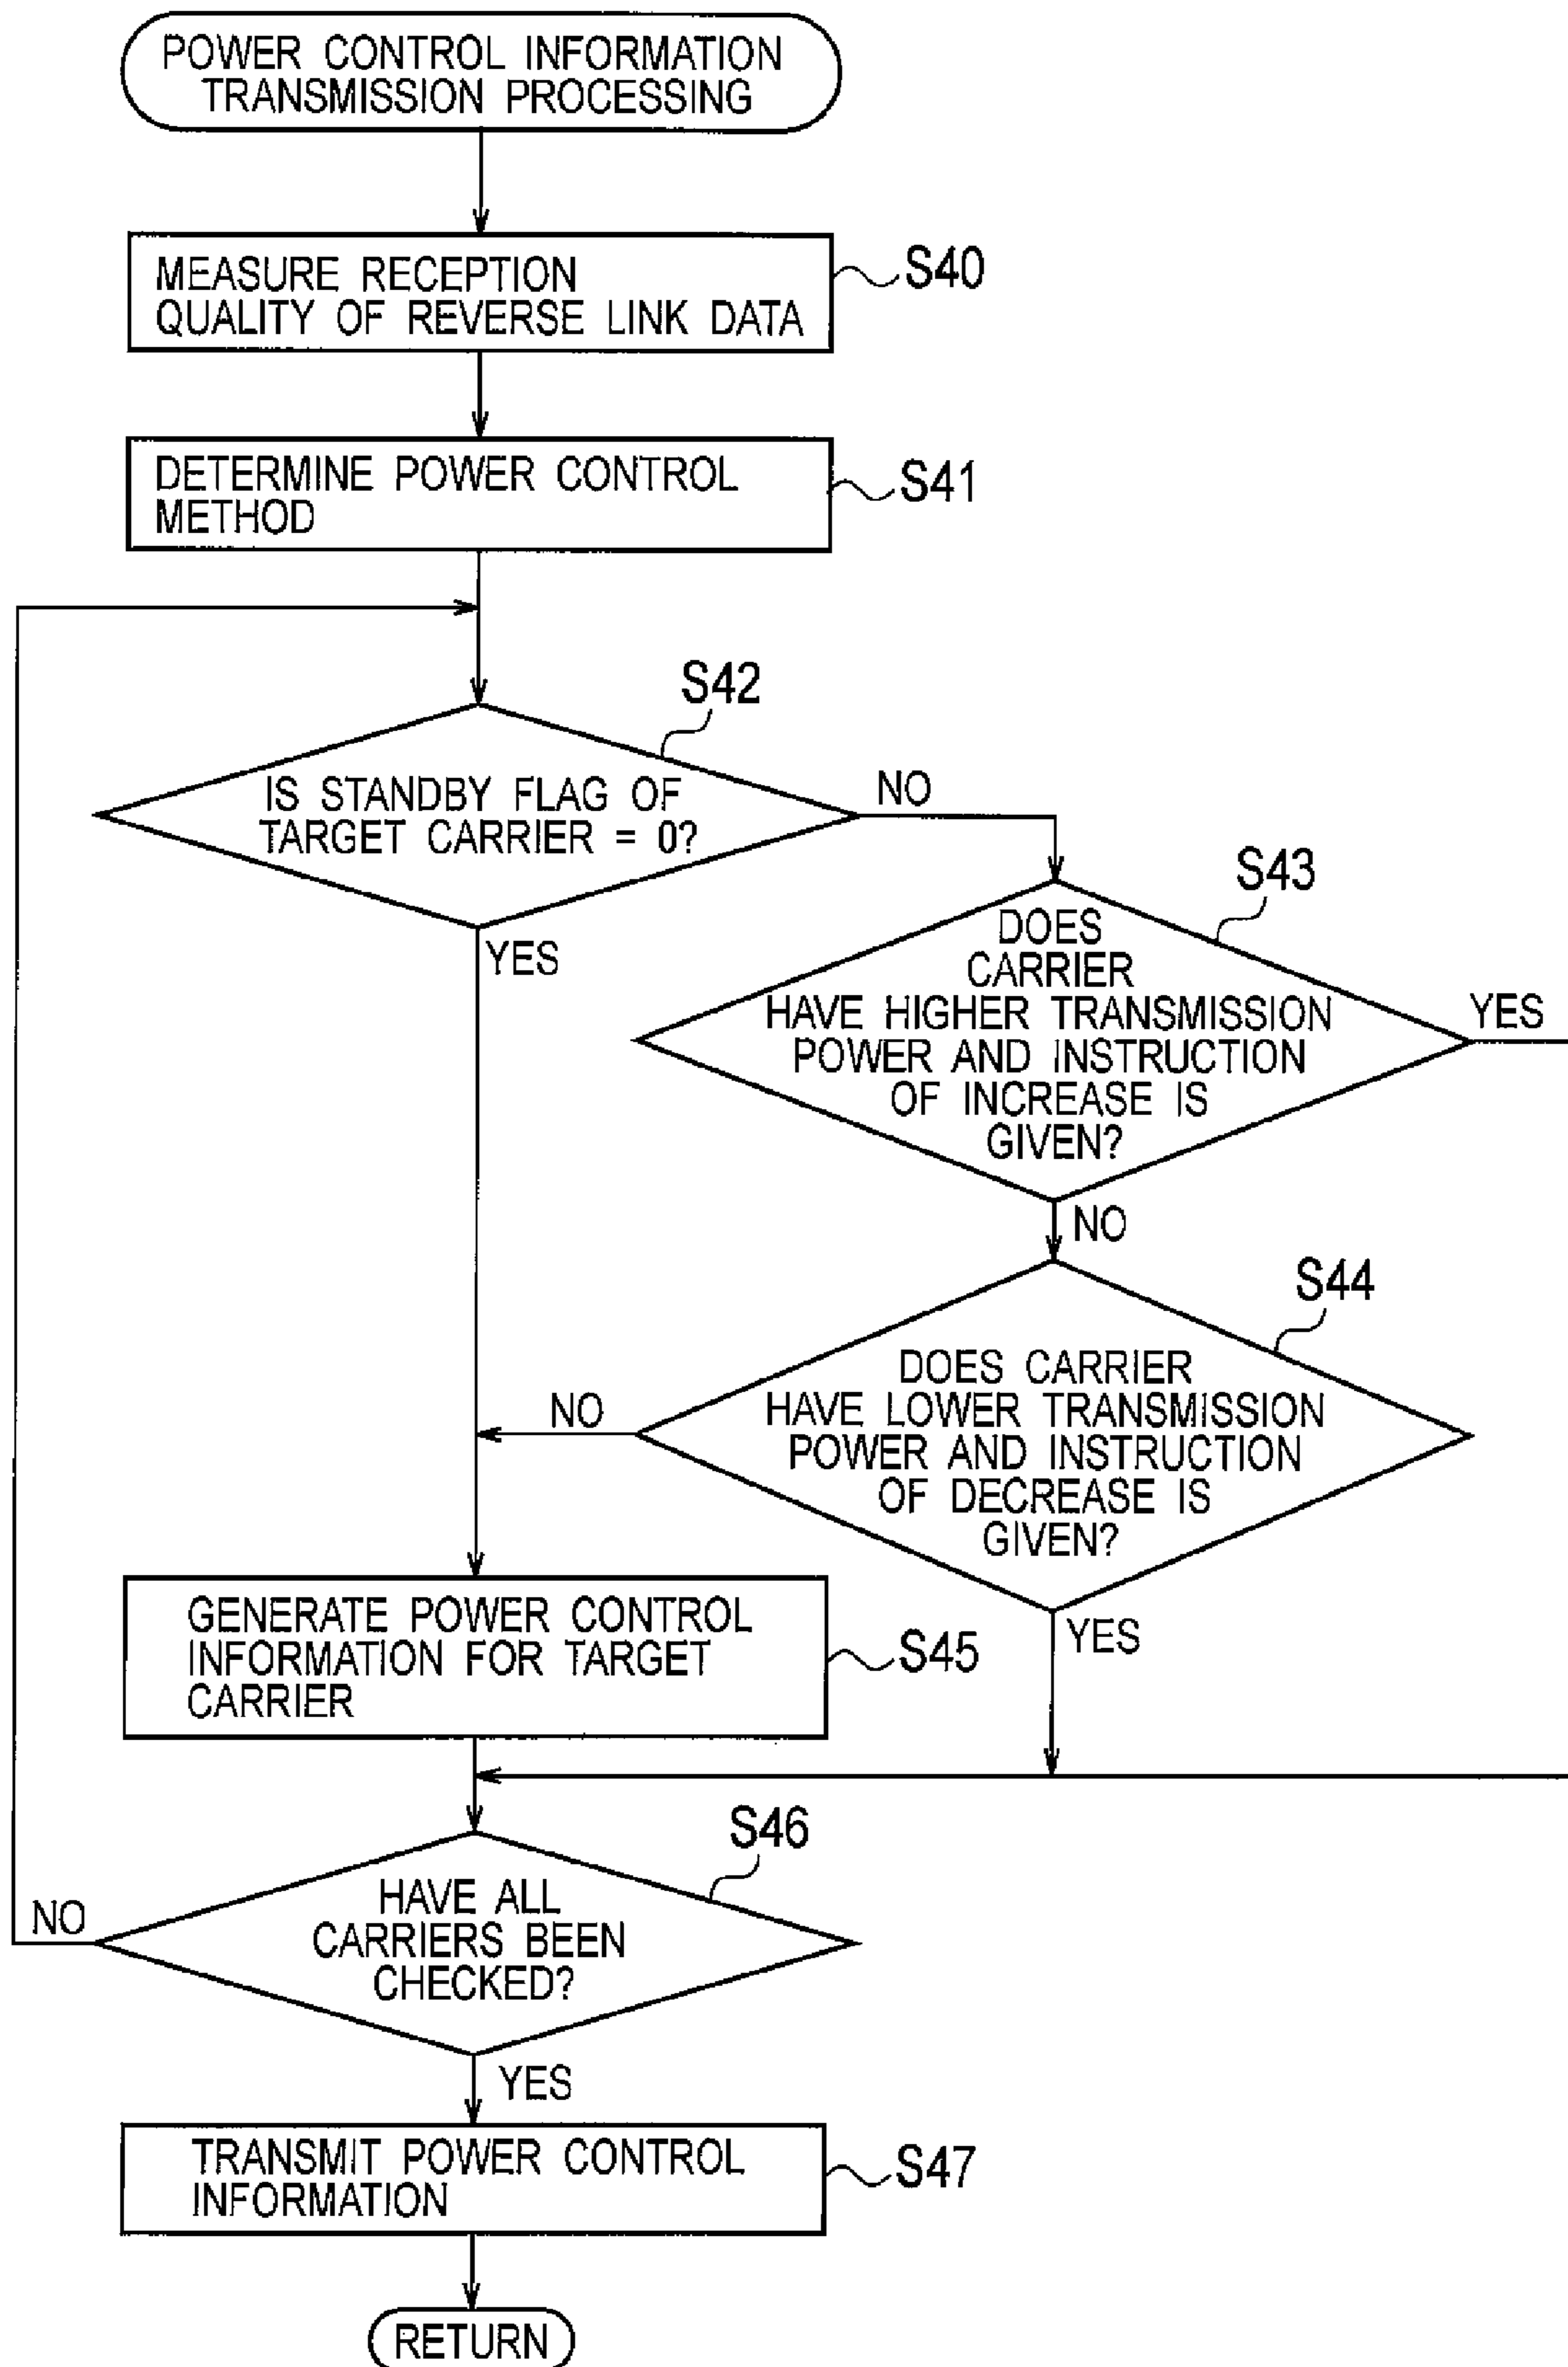 POWER CONTROL INFORMATION
TRANSMISSION PROCESSING
MEASURE RECEPTION
QUALITY OF REVERSE LINK DATA
S40
DETERMINE POWER CONTROL
METHOD
S41
S42
IS STANDBY FLAG OF
TARGET CARRIER = 0?
NO
YES
S43
DOES
CARRIER
HAVE HIGHER TRANSMISSION
POWER AND INSTRUCTION
OF INCREASE IS
GIVEN?
YES
NO
S44
DOES CARRIER
HAVE LOWER TRANSMISSION
POWER AND INSTRUCTION
OF DECREASE IS
GIVEN?
NO
YES
GENERATE POWER CONTROL
INFORMATION FOR TARGET
CARRIER
S45
S46
HAVE ALL
CARRIERS BEEN
CHECKED?
NO
YES
TRANSMIT POWER CONTROL
INFORMATION
S47
RETURN